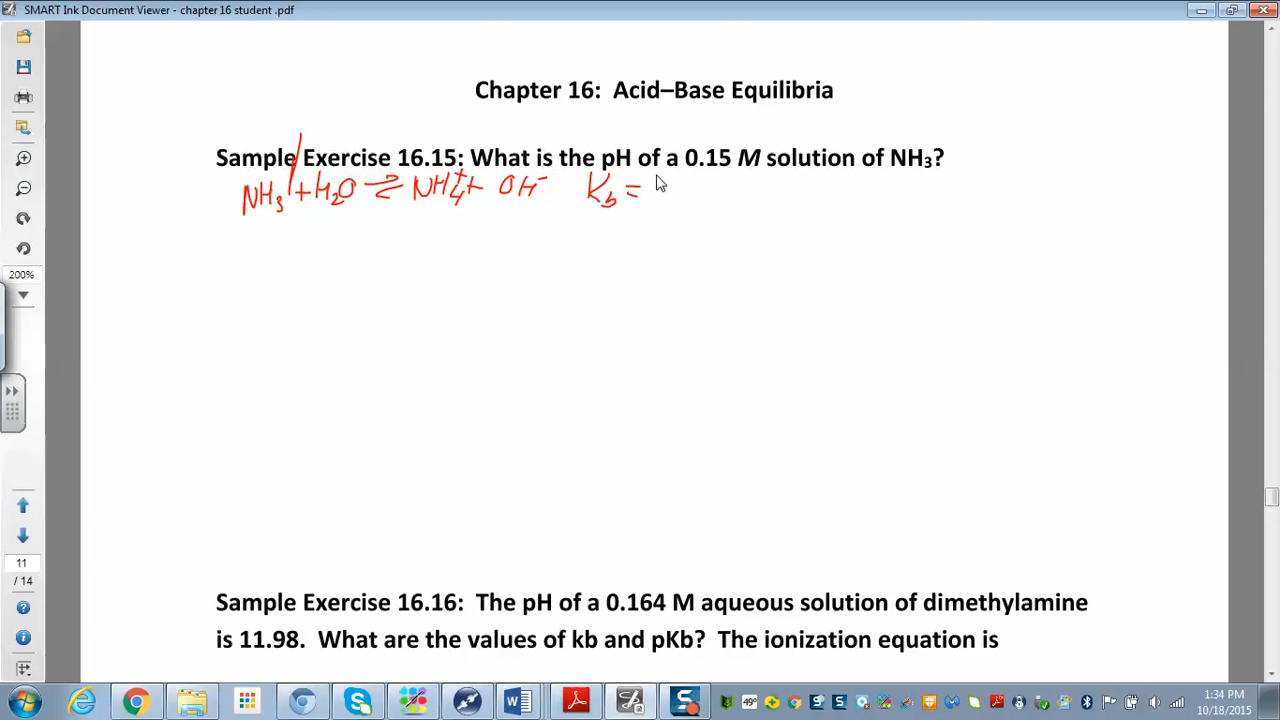 SMART Ink Document Viewer - chapter 16 student .pdf
Chapter 16:  Acid–Base Equilibria
Sample Exercise 16.15: What is the pH of a 0.15 M solution of NH₃?
NH₃ + H₂O ⇌ NH₄⁺ + OH⁻ K_b =
200%
11
/ 14
Sample Exercise 16.16:  The pH of a 0.164 M aqueous solution of dimethylamine
is 11.98.  What are the values of kb and pKb?  The ionization equation is
49°
1:34 PM
10/18/2015